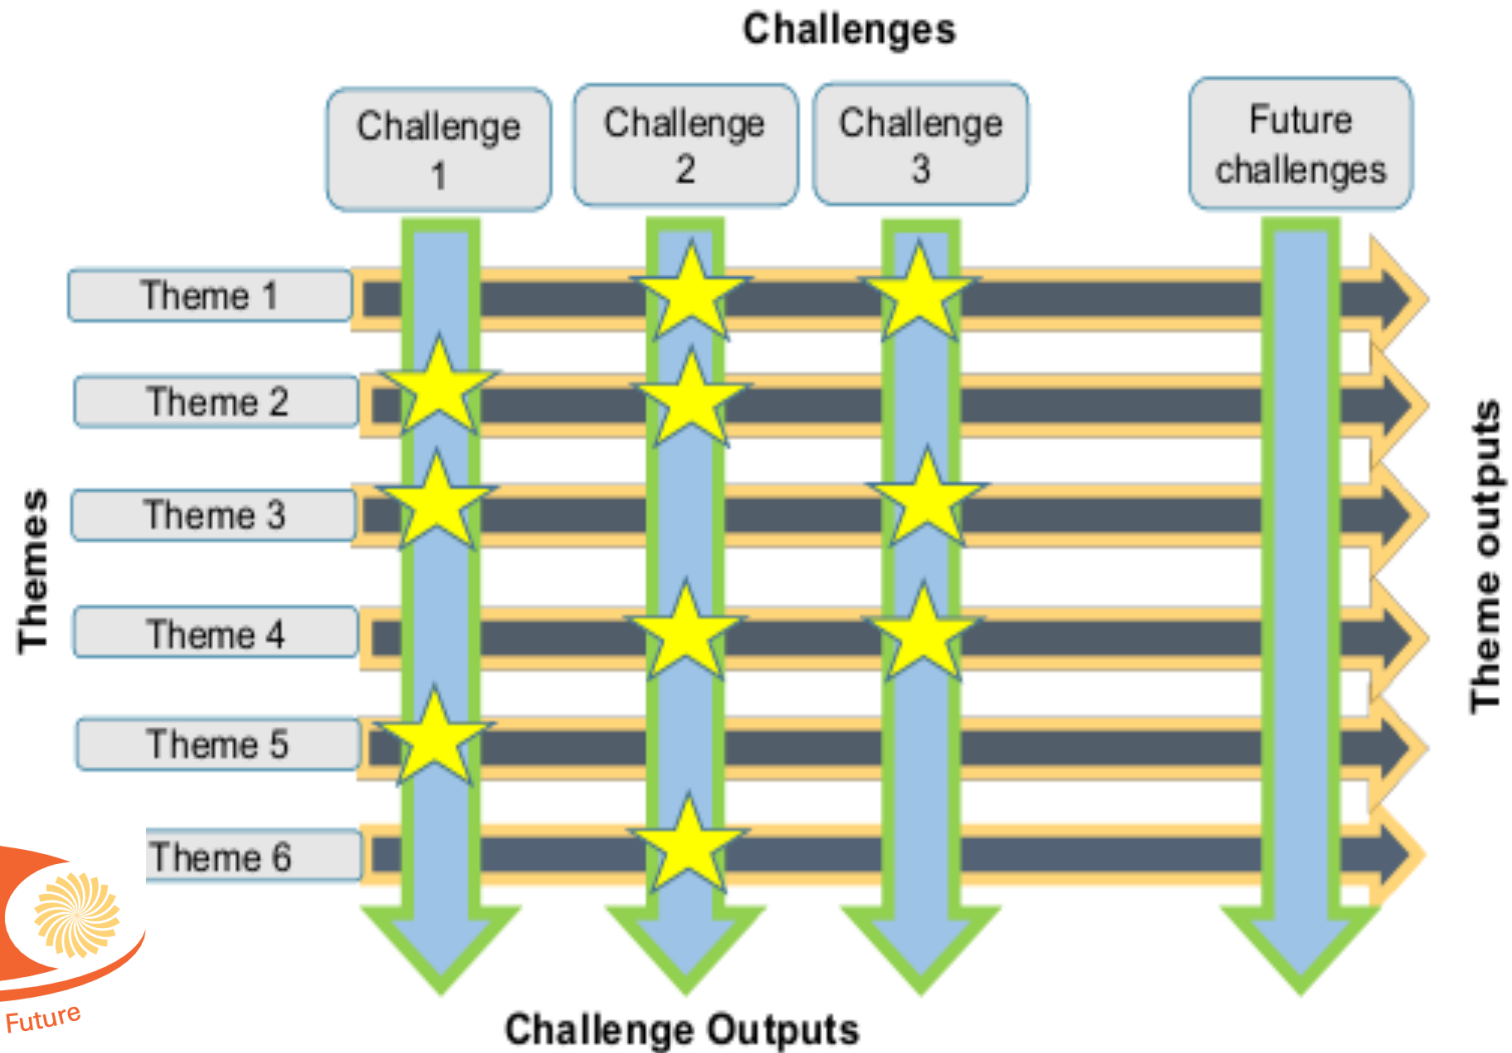 Challenges
Challenge
1
Challenge
2
Challenge
3
Future
challenges
Theme 1
Theme 2
Theme 3
Theme 4
Theme 5
Theme 6
Themes
Theme outputs
Future
Challenge Outputs